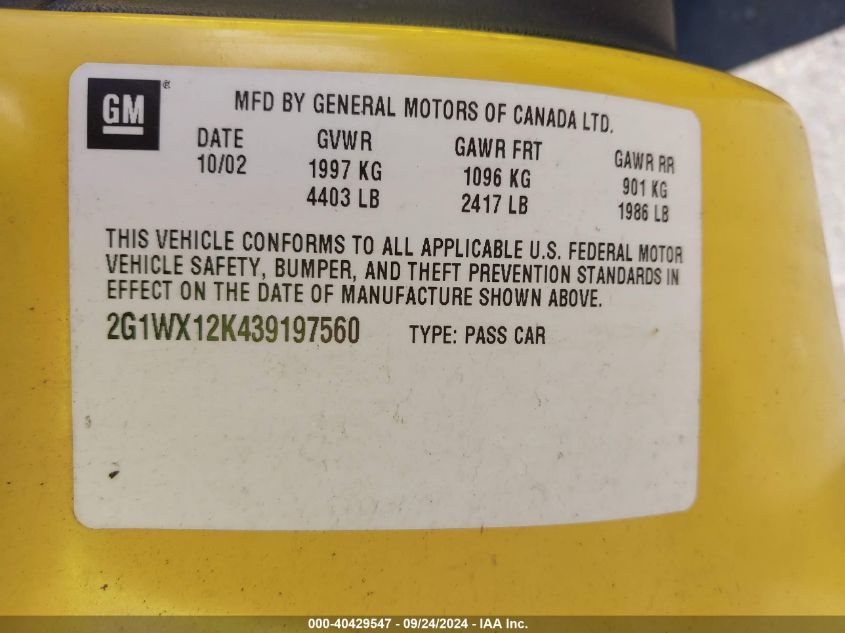 GM ®
MFD BY GENERAL MOTORS OF CANADA LTD.
DATE GVWR GAWR FRT GAWR RR
10/02 1997 KG 1096 KG 901 KG
4403 LB 2417 LB 1986 LB
THIS VEHICLE CONFORMS TO ALL APPLICABLE U.S. FEDERAL MOTOR
VEHICLE SAFETY, BUMPER, AND THEFT PREVENTION STANDARDS IN
EFFECT ON THE DATE OF MANUFACTURE SHOWN ABOVE.
2G1WX12K439197560 TYPE: PASS CAR
000-40429547 - 09/24/2024 - IAA Inc.